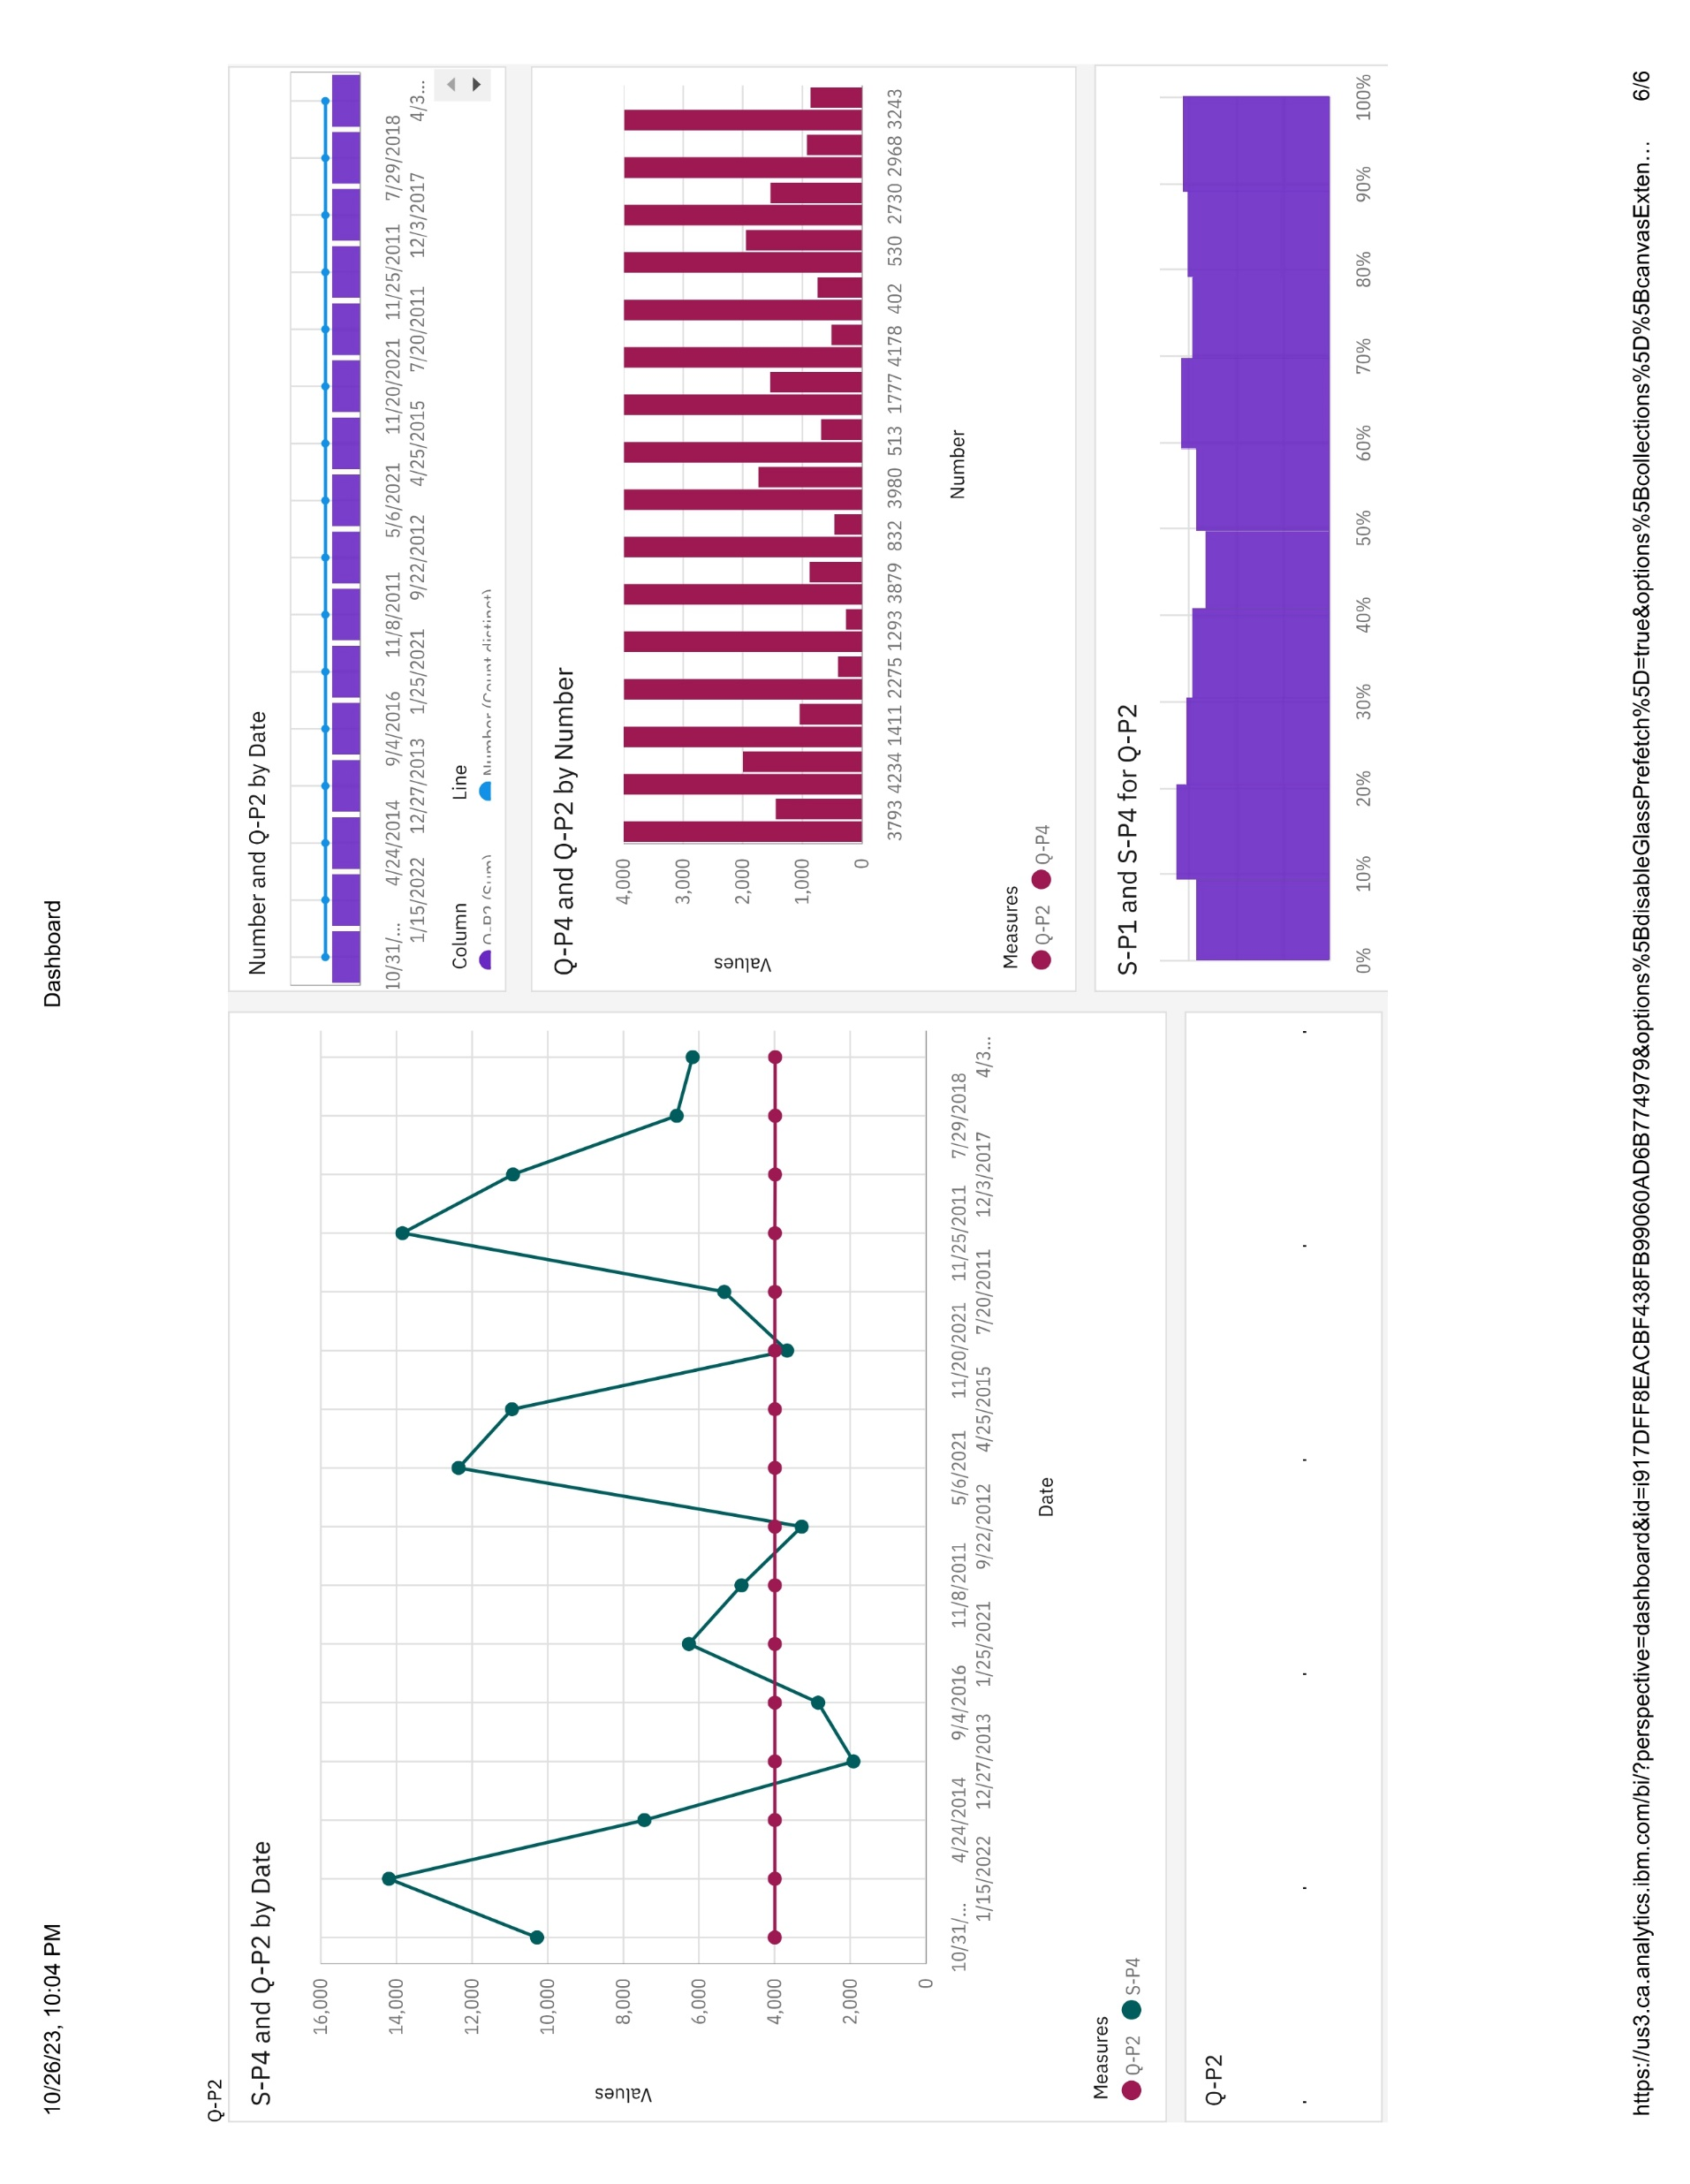 10/26/23, 10:04 PM
Dashboard
Q-P2
S-P4 and Q-P2 by Date
Values
16,000
14,000
12,000
10,000
8,000
6,000
4,000
2,000
0
10/31/... 4/24/2014 9/4/2016 11/8/2011 5/6/2021 11/20/2021 11/25/2011 7/29/2018
1/15/2022 12/27/2013 1/25/2021 9/22/2012 4/25/2015 7/20/2011 12/3/2017 4/3...
Date
Measures
Q-P2 S-P4
Q-P2
Number and Q-P2 by Date
10/31/... 4/24/2014 9/4/2016 11/8/2011 5/6/2021 11/20/2021 11/25/2011 7/29/2018
1/15/2022 12/27/2013 1/25/2021 9/22/2012 4/25/2015 7/20/2011 12/3/2017 4/3...
Column Line
Q-P2 (Sum) Number (Count distinct)
Q-P4 and Q-P2 by Number
Values
4,000
3,000
2,000
1,000
0
3793 4234 1411 2275 1293 3879 832 3980 513 1777 4178 402 530 2730 2968 3243
Number
Measures
Q-P2 Q-P4
S-P1 and S-P4 for Q-P2
0% 10% 20% 30% 40% 50% 60% 70% 80% 90% 100%
https://us3.ca.analytics.ibm.com/bi/?perspective=dashboard&id=i917DFF8EACBF438FB99060AD6B774979&options%5BdisableGlassPrefetch%5D=true&options%5Bcollections%5D%5BcanvasExten...
6/6